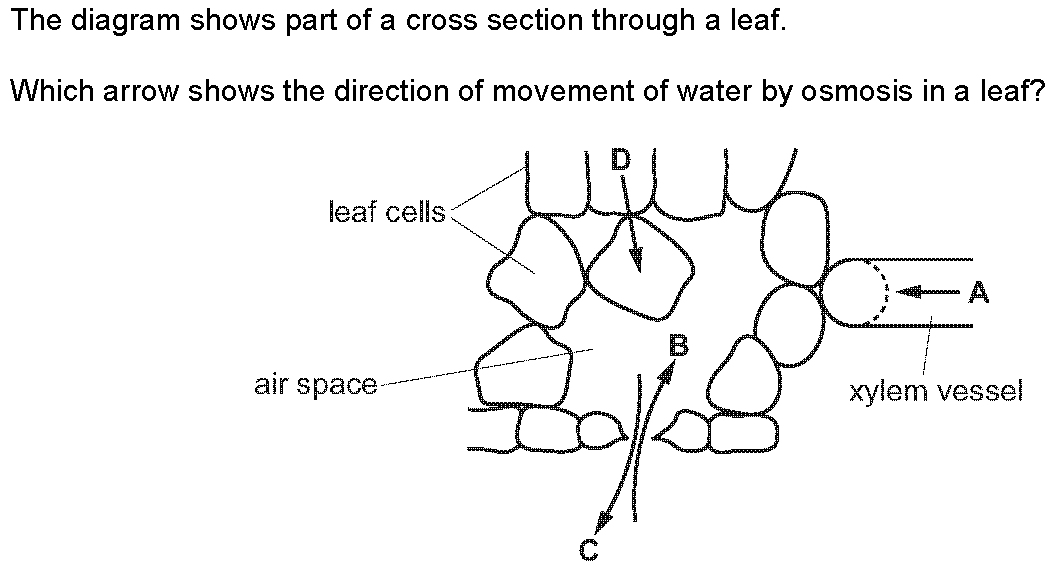 The diagram shows part of a cross section through a leaf.
Which arrow shows the direction of movement of water by osmosis in a leaf?
D
leaf cells
A
B
air space
xylem vessel
C